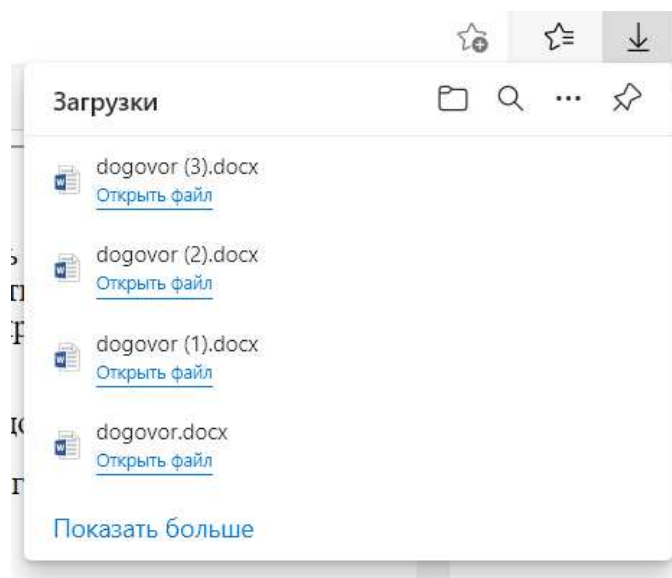 Загрузки
dogovor (3).docx
Открыть файл
dogovor (2).docx
Открыть файл
dogovor (1).docx
Открыть файл
dogovor.docx
Открыть файл
Показать больше